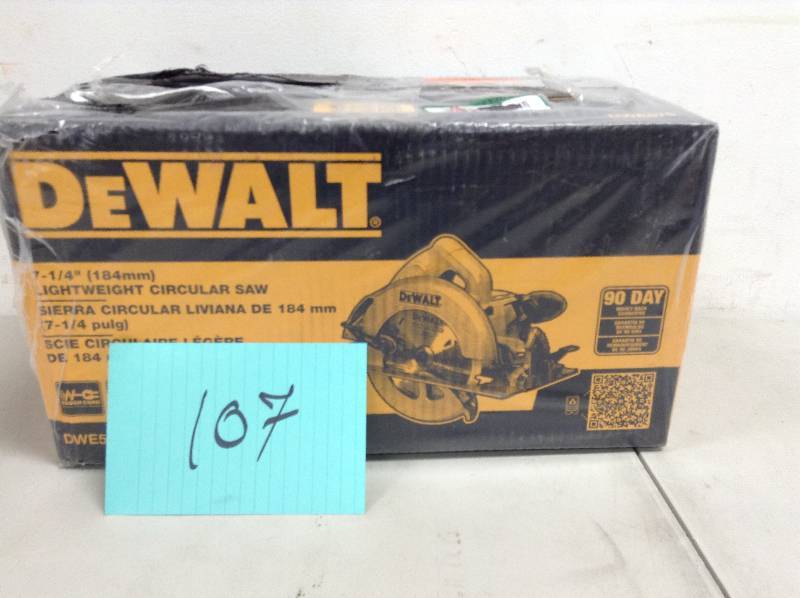 DEWALT
7-1/4" (184mm)
LIGHTWEIGHT CIRCULAR SAW
SIERRA CIRCULAR LIVIANA DE 184 mm
(7-1/4 pulg)
SCIE CIRCULAIRE LÉGÈRE
DE 184
DEWALT
90 DAY
DWE5
107